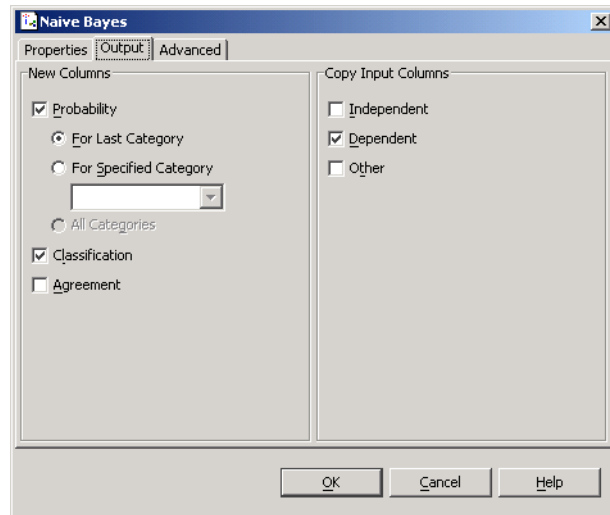 Naive Bayes
Properties Output Advanced
New Columns
Probability
For Last Category
For Specified Category
All Categories
Classification
Agreement
Copy Input Columns
Independent
Dependent
Other
OK Cancel Help